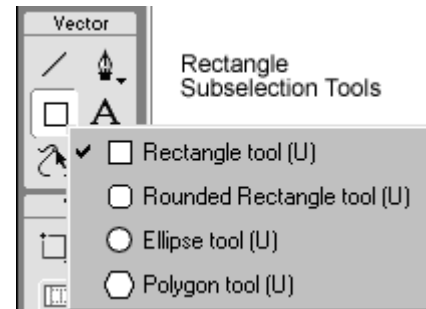 Vector
Rectangle
Subselection Tools
A
Rectangle tool (U)
Rounded Rectangle tool (U)
Ellipse tool (U)
Polygon tool (U)